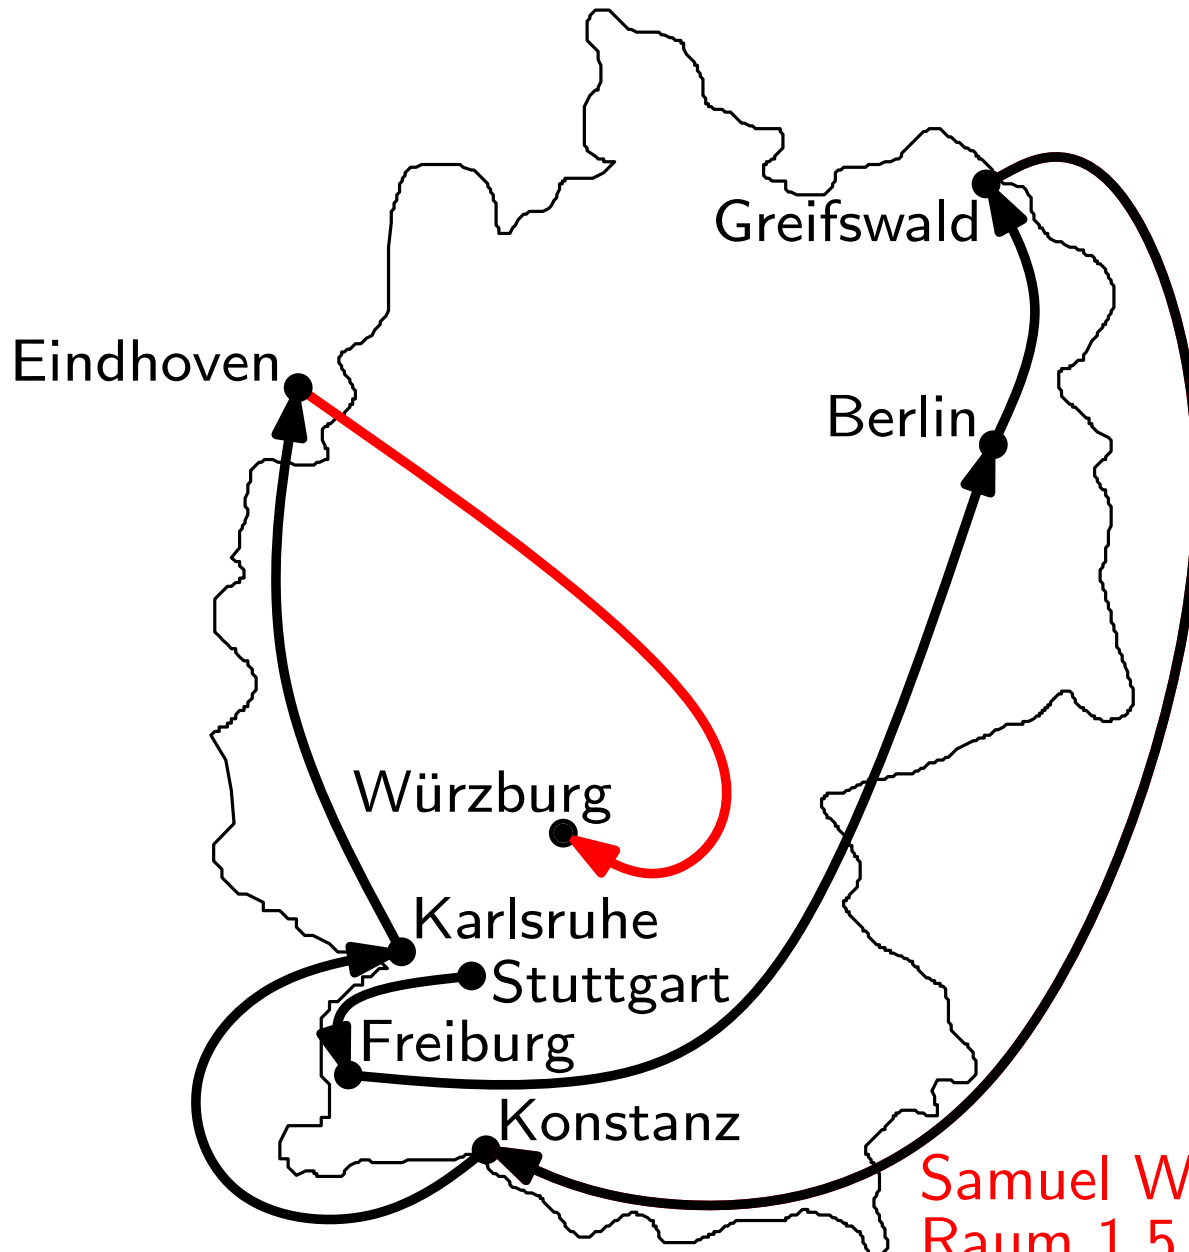 Greifswald
Eindhoven
Berlin
Würzburg
Karlsruhe
Stuttgart
Freiburg
Konstanz
Samuel
Raum 1.5